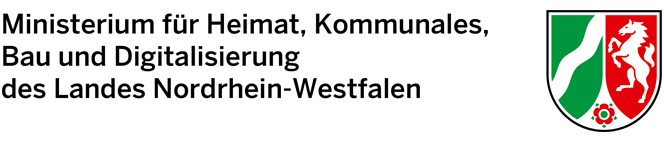 Ministerium für Heimat, Kommunales,
Bau und Digitalisierung
des Landes Nordrhein-Westfalen